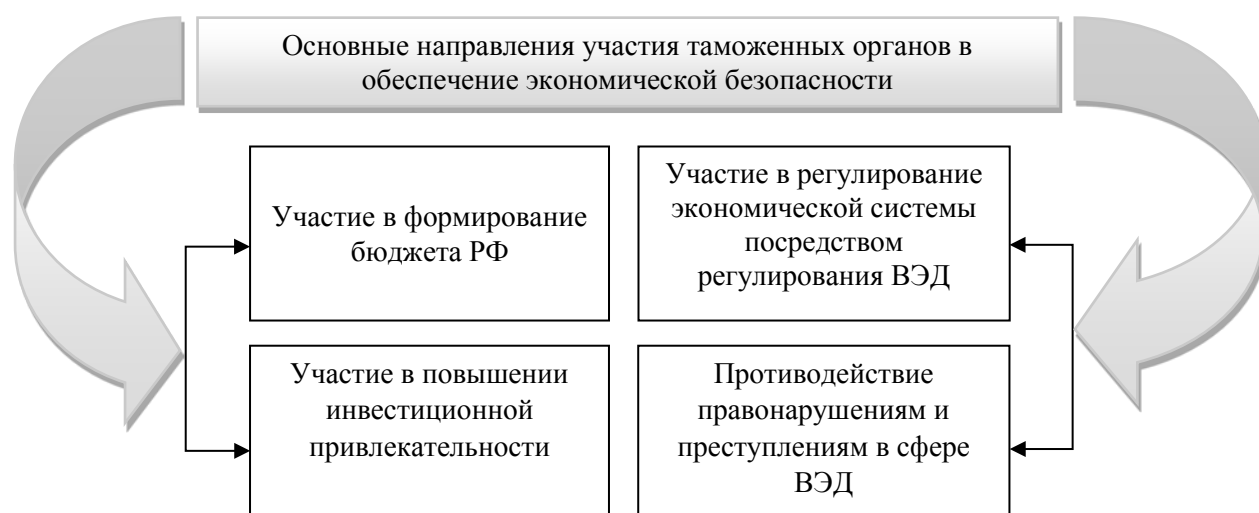 Основные направления участия таможенных органов в
обеспечение экономической безопасности
Участие в формирование
бюджета РФ
Участие в регулирование
экономической системы
посредством
регулирования ВЭД
Участие в повышении
инвестиционной
привлекательности
Противодействие
правонарушениям и
преступлениям в сфере
ВЭД